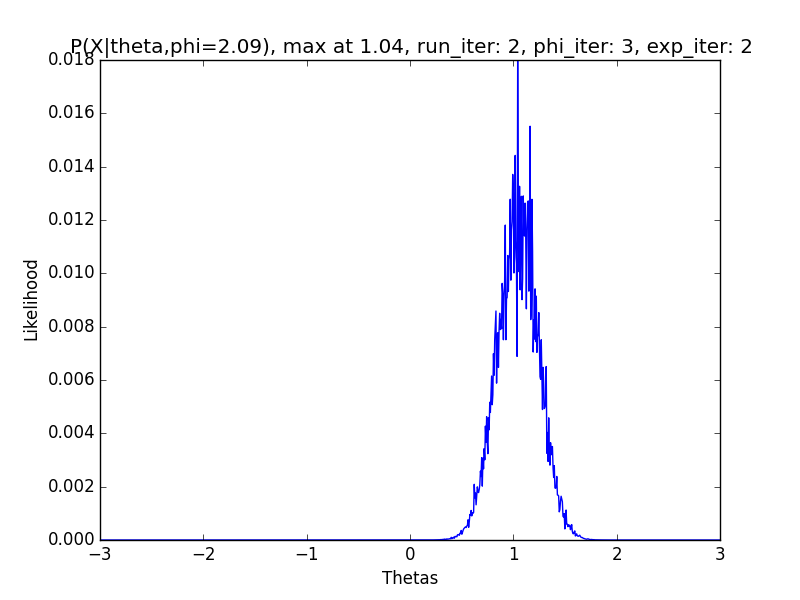 P(X|theta,phi=2.09), max at 1.04, run_iter: 2, phi_iter: 3, exp_iter: 2
0.018
0.016
0.014
0.012
0.010
0.008
0.006
0.004
0.002
0.000
Likelihood
−3 −2 −1 0 1 2 3
Thetas